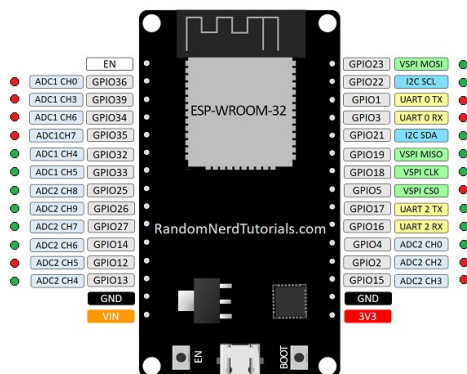 EN
ADC1 CH0 GPIO36
ADC1 CH3 GPIO39
ADC1 CH6 GPIO34
ADC1CH7 GPIO35
ADC1 CH4 GPIO32
ADC1 CH5 GPIO33
ADC2 CH8 GPIO25
ADC2 CH9 GPIO26
ADC2 CH7 GPIO27
ADC2 CH6 GPIO14
ADC2 CH5 GPIO12
ADC2 CH4 GPIO13
GND
VIN
ESP-WROOM-32
RandomNerdTutorials.com
EN
BOOT
GPIO23 VSPI MOSI
GPIO22 I2C SCL
GPIO1 UART 0 TX
GPIO3 UART 0 RX
GPIO21 I2C SDA
GPIO19 VSPI MISO
GPIO18 VSPI CLK
GPIO5 VSPI CS0
GPIO17 UART 2 TX
GPIO16 UART 2 RX
GPIO4 ADC2 CH0
GPIO2 ADC2 CH2
GPIO15 ADC2 CH3
GND
3V3